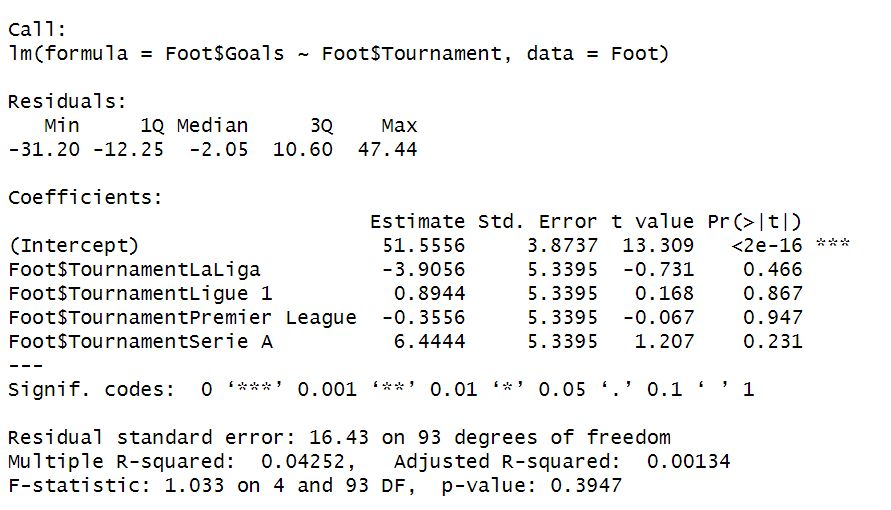 Call:
lm(formula = Foot$Goals ~ Foot$Tournament, data = Foot)
Residuals:
Min 1Q Median 3Q Max
-31.20 -12.25 -2.05 10.60 47.44
Coefficients:
Estimate Std. Error t value Pr(>|t|)
(Intercept) 51.5556 3.8737 13.309 <2e-16 ***
Foot$TournamentLaLiga -3.9056 5.3395 -0.731 0.466
Foot$TournamentLigue 1 0.8944 5.3395 0.168 0.867
Foot$TournamentPremier League -0.3556 5.3395 -0.067 0.947
Foot$TournamentSerie A 6.4444 5.3395 1.207 0.231
---
Signif. codes: 0 ‘***’ 0.001 ‘**’ 0.01 ‘*’ 0.05 ‘.’ 0.1 ‘ ’ 1
Residual standard error: 16.43 on 93 degrees of freedom
Multiple R-squared: 0.04252, Adjusted R-squared: 0.00134
F-statistic: 1.033 on 4 and 93 DF, p-value: 0.3947